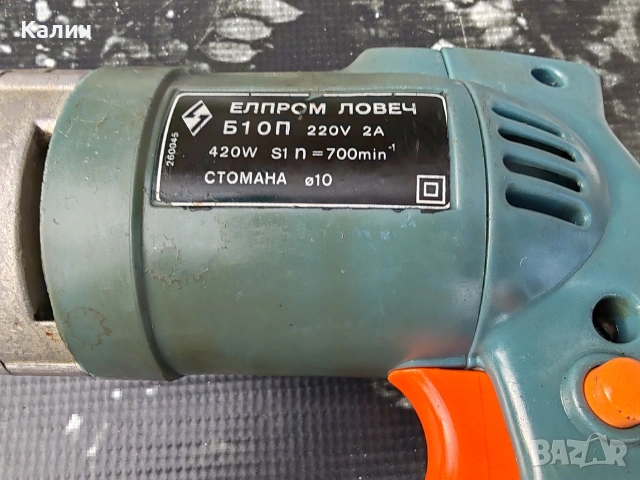 Калин
ЕЛПРОМ ЛОВЕЧ
Б10П 220V 2A
420W S1 n=700min⁻¹
СТОМАНА ø10
260045
BAZAR